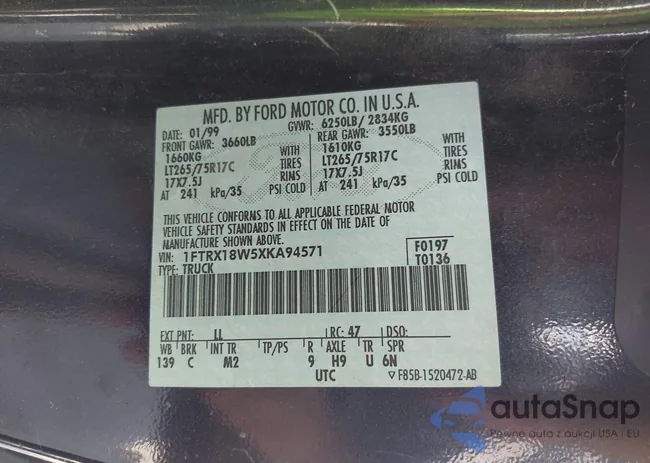 MFD. BY FORD MOTOR CO. IN U.S.A.
DATE: 01/99 GVWR: 6250LB/ 2834KG
FRONT GAWR: 3660LB REAR GAWR: 3550LB
1660KG WITH 1610KG WITH
LT265/75R17C TIRES LT265/75R17C TIRES
17X7.5J RINS 17X7.5J RINS
AT 241 kPa/35 PSI COLD AT 241 kPa/35 PSI COLD
THIS VEHICLE CONFORMS TO ALL APPLICABLE FEDERAL MOTOR
VEHICLE SAFETY STANDARDS IN EFFECT ON THE DATE OF
MANUFACTURE SHOWN ABOVE.
VIN: 1FTRX18W5XKA94571 F0197
TYPE: TRUCK T0136
EXT PNT: LL RC: 47 DSO:
WB BRK INT TR TP/PS R AXLE TR SPR
139 C M2 9 H9 U 6N
UTC F85B-1520472-AB
autaSnap
Pewne auta z aukcji USA i EU